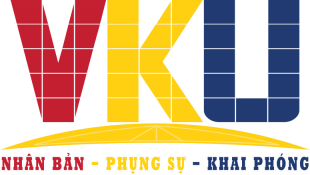 VKU
NHÂN BẢN - PHỤNG SỰ - KHAI PHÓNG